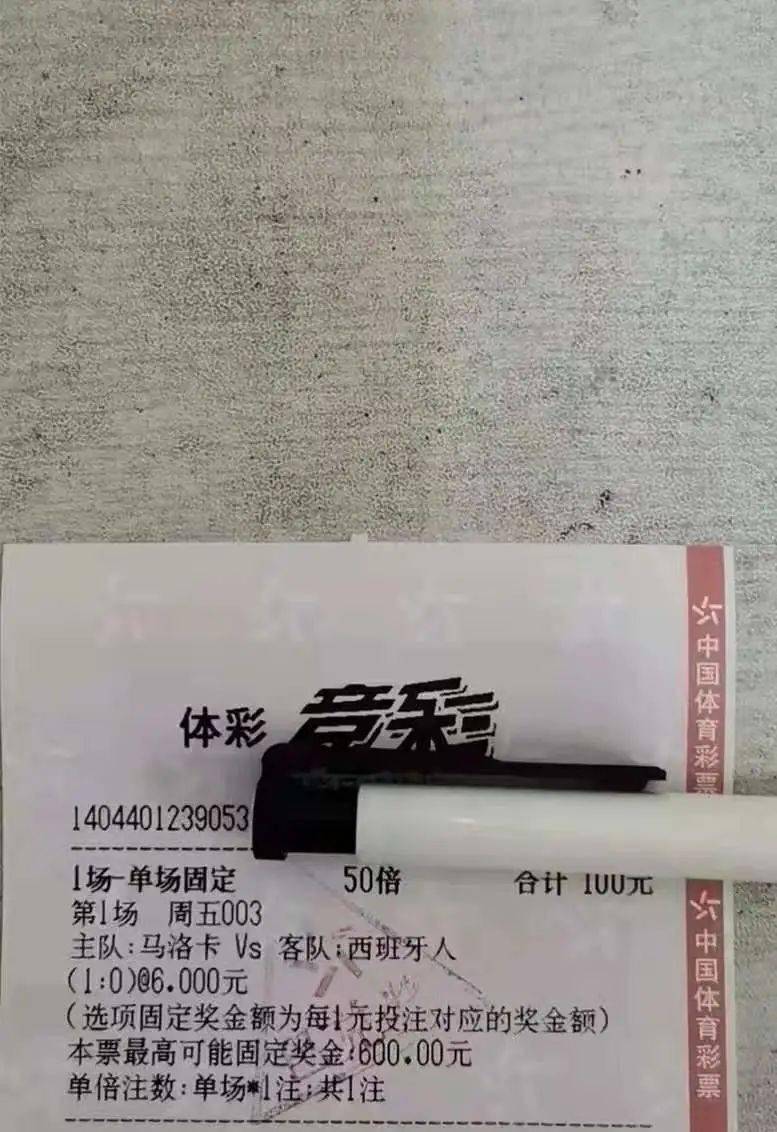 体彩 竞彩
1404401239053
1场-单场固定 50倍 合计 100元
第1场 周五003
主队:马洛卡 Vs 客队:西班牙人
(1:0)@6.000元
(选项固定奖金额为每1元投注对应的奖金额)
本票最高可能固定奖金:600.00元
单倍注数:单场*1注;共1注
中国体育彩票
中国体育彩票